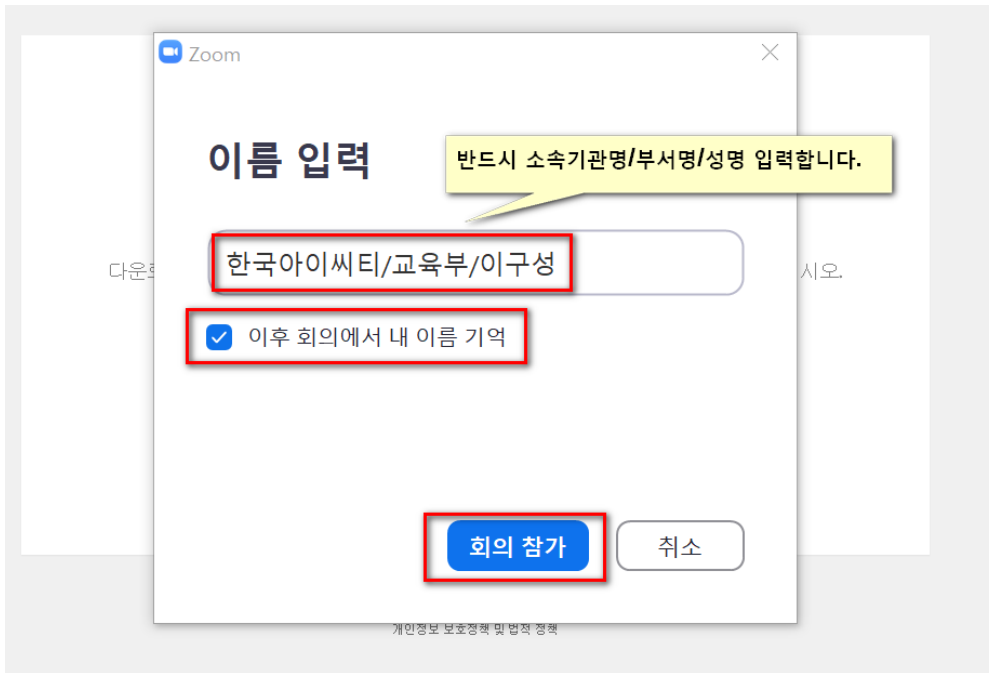 Zoom
이름 입력
반드시 소속기관명/부서명/성명 입력합니다.
한국아이씨티/교육부/이구성
시오.
이후 회의에서 내 이름 기억
회의 참가
취소
개인정보 보호정책 및 법적 정책